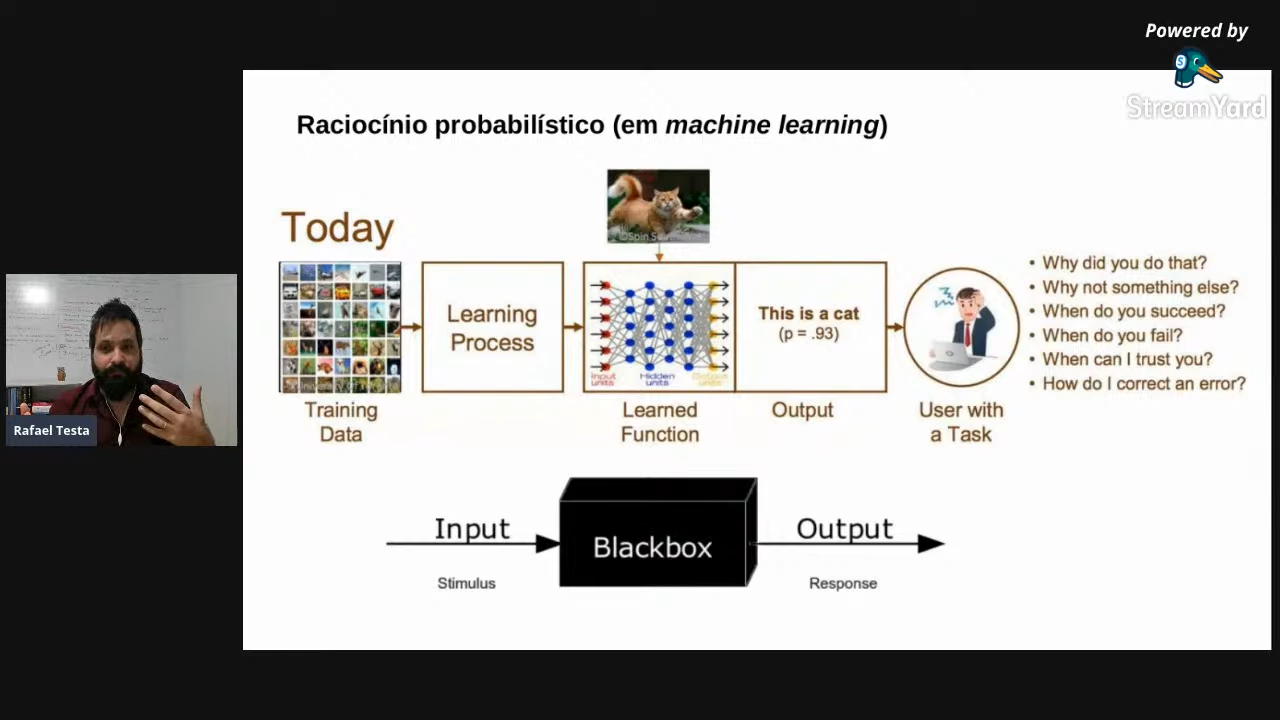 Powered by
StreamYard
Raciocínio probabilístico (em machine learning)
Today
Learning
Process
Input
units
Hidden
units
Output
units
This is a cat
(p = .93)
• Why did you do that?
• Why not something else?
• When do you succeed?
• When do you fail?
• When can I trust you?
• How do I correct an error?
Training
Data
Learned
Function
Output
User with
a Task
Rafael Testa
Input
Blackbox
Output
Stimulus
Response